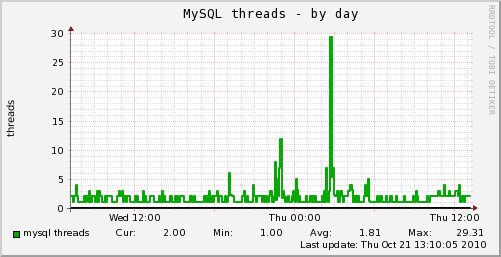 MySQL threads - by day
RRDTOOL / TOBI OETIKER
threads
30
25
20
15
10
5
0
Wed 12:00 Thu 00:00 Thu 12:00
mysql threads Cur: 2.00 Min: 1.00 Avg: 1.81 Max: 29.31
Last update: Thu Oct 21 13:10:05 2010